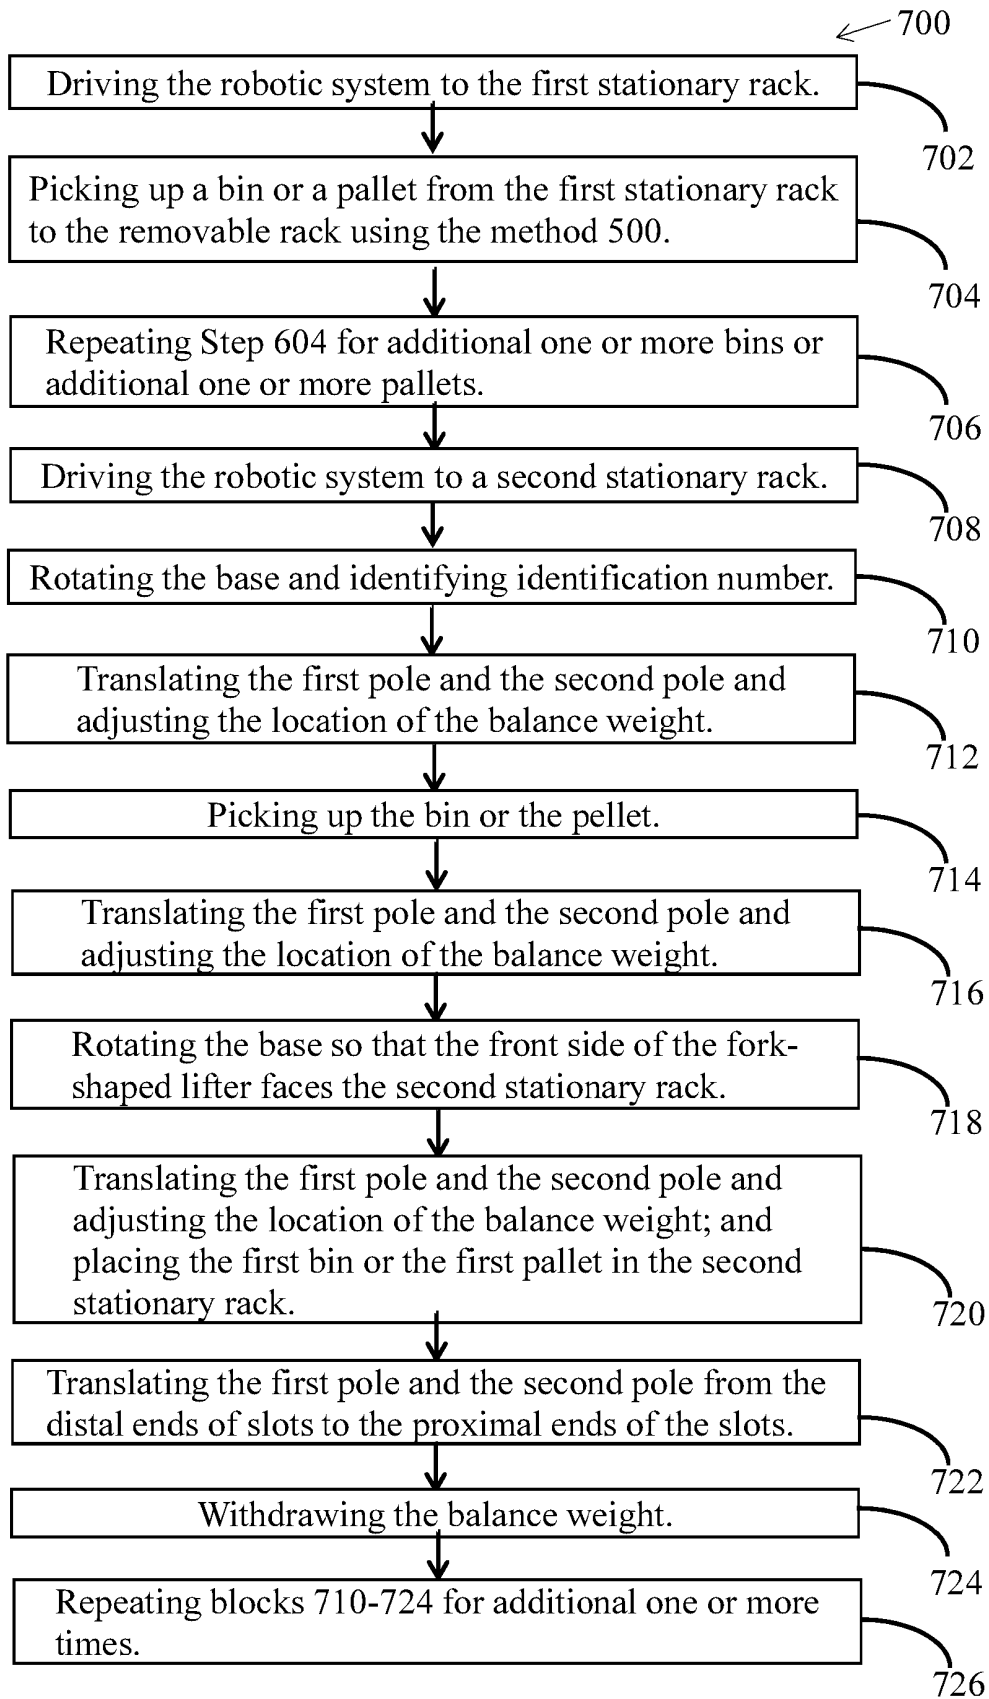 700
Driving the robotic system to the first stationary rack.
702
Picking up a bin or a pallet from the first stationary rack
to the removable rack using the method 500.
704
Repeating Step 604 for additional one or more bins or
additional one or more pallets.
706
Driving the robotic system to a second stationary rack.
708
Rotating the base and identifying identification number.
710
Translating the first pole and the second pole and
adjusting the location of the balance weight.
712
Picking up the bin or the pellet.
714
Translating the first pole and the second pole and
adjusting the location of the balance weight.
716
Rotating the base so that the front side of the fork-
shaped lifter faces the second stationary rack.
718
Translating the first pole and the second pole and
adjusting the location of the balance weight; and
placing the first bin or the first pallet in the second
stationary rack.
720
Translating the first pole and the second pole from the
distal ends of slots to the proximal ends of the slots.
722
Withdrawing the balance weight.
724
Repeating blocks 710-724 for additional one or more
times.
726